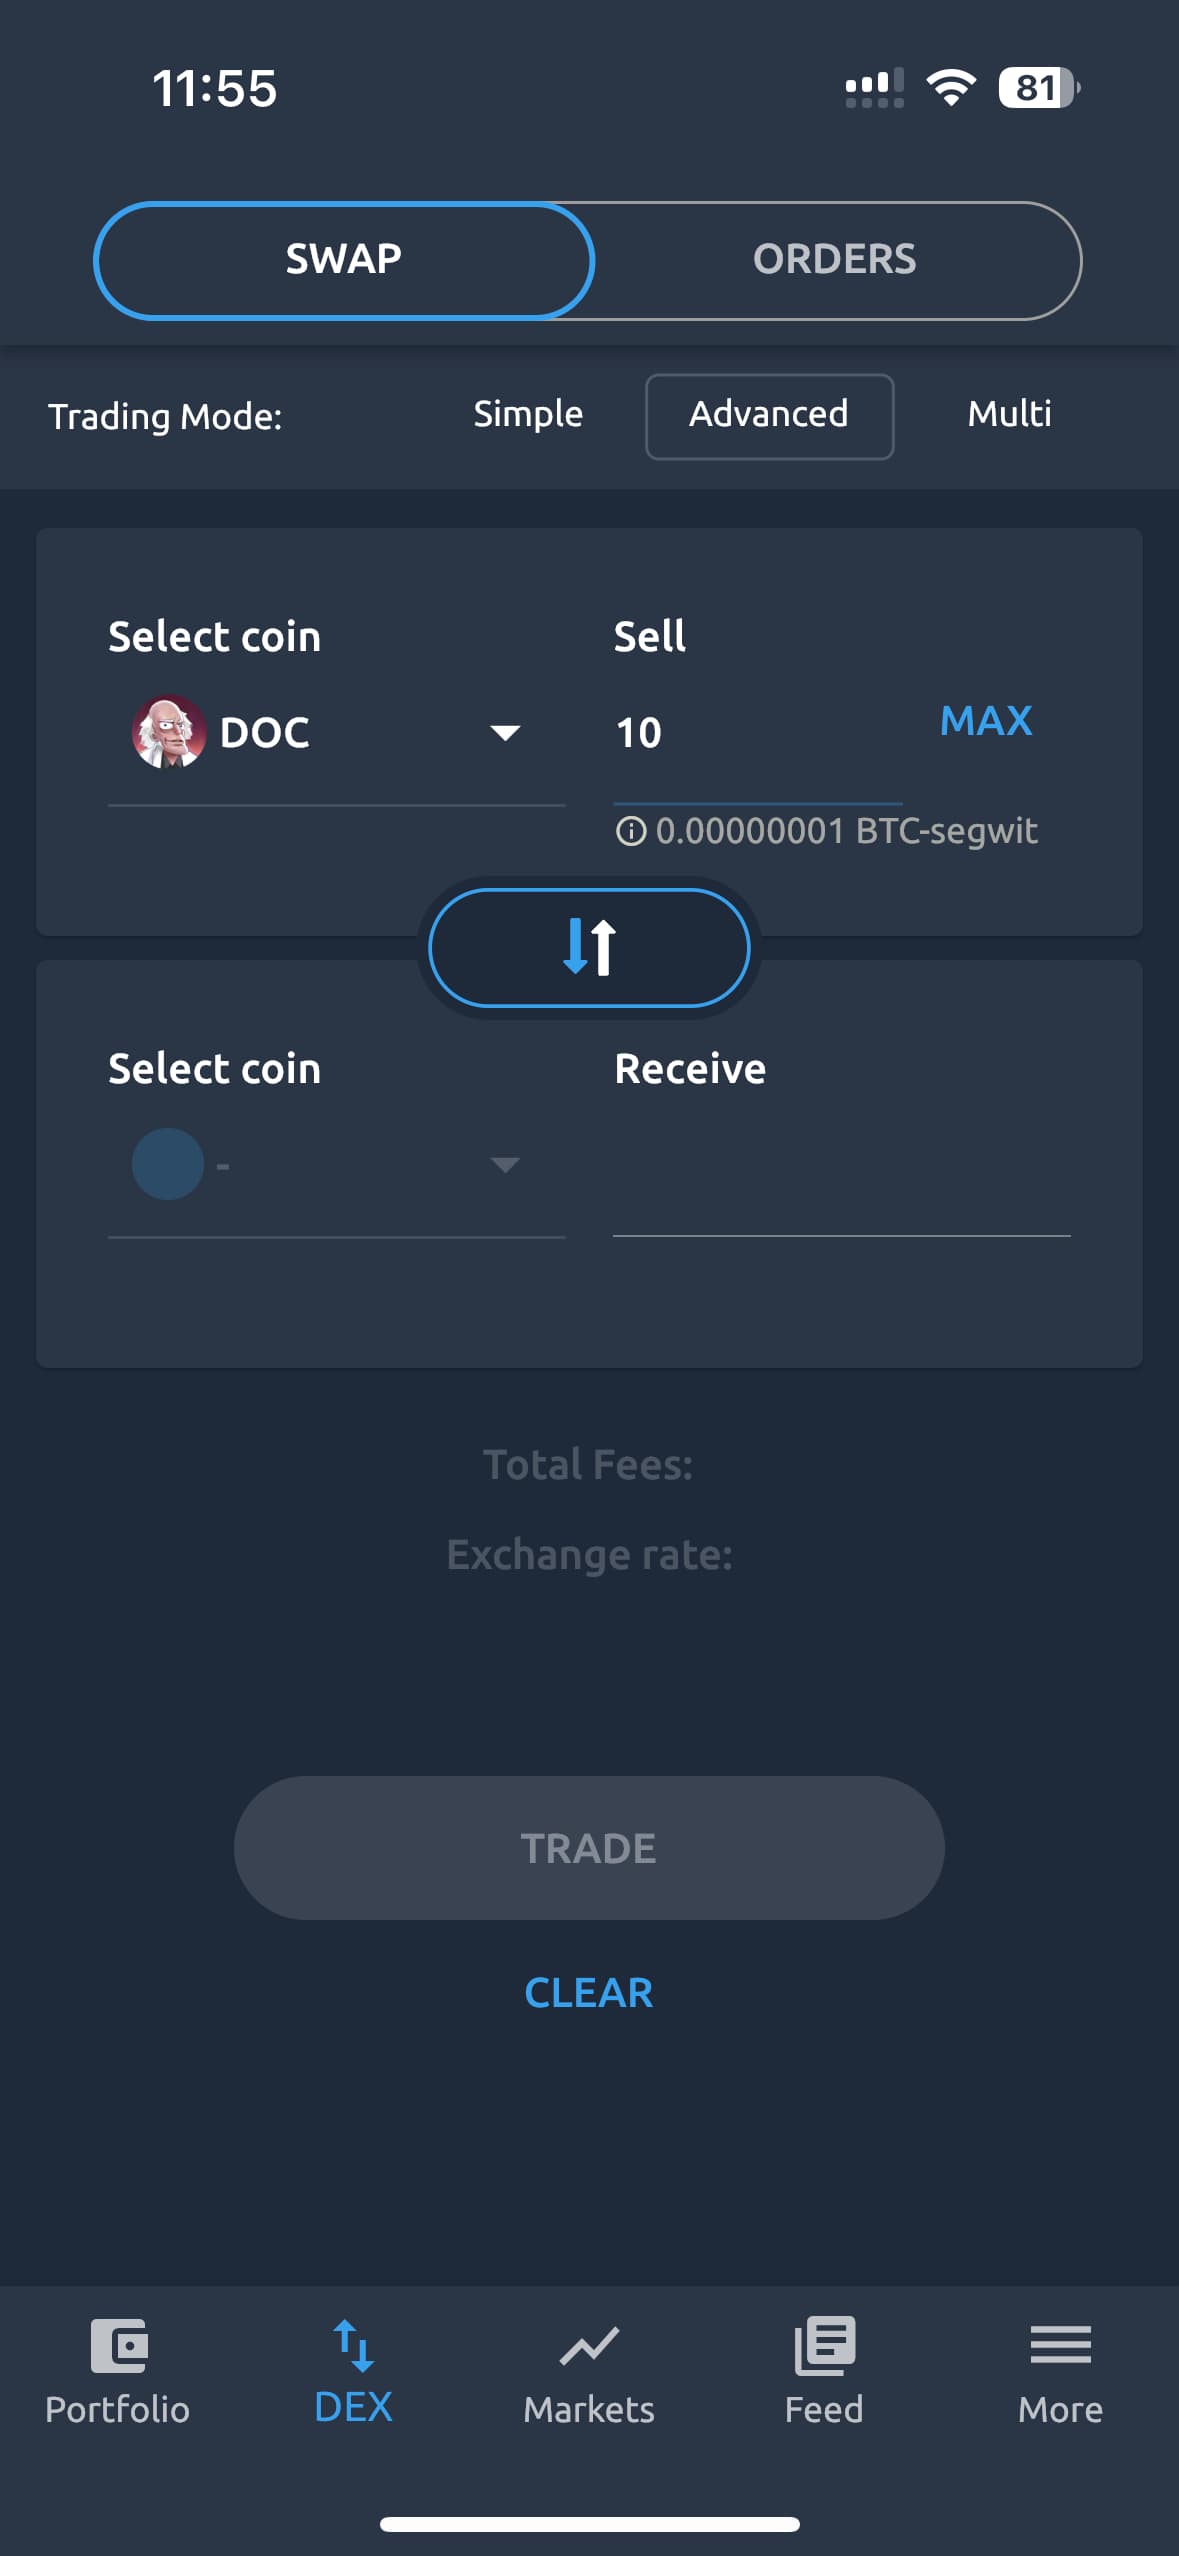 11:55
81
SWAP
ORDERS
Trading Mode:
Simple
Advanced
Multi
Select coin
Sell
DOC
10
MAX
0.00000001 BTC-segwit
Select coin
Receive
-
Total Fees:
Exchange rate:
TRADE
CLEAR
Portfolio
DEX
Markets
Feed
More